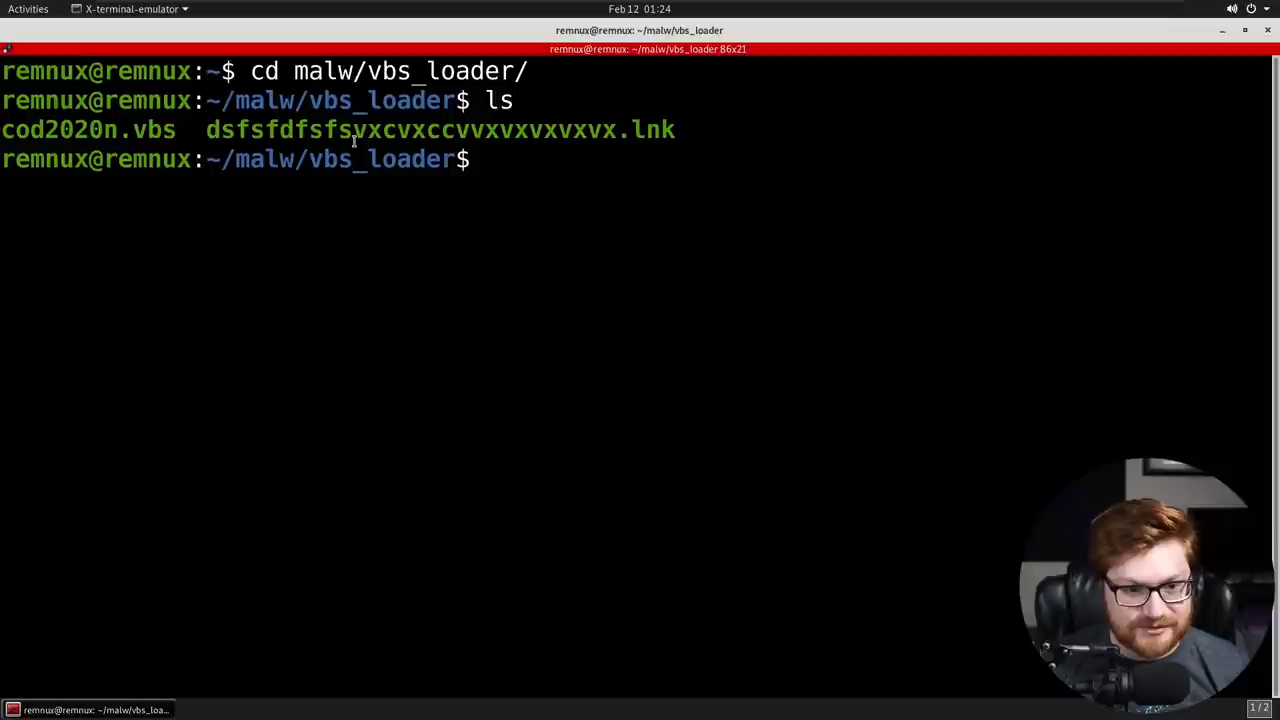 Activities X-terminal-emulator Feb 12 01:24
remnux@remnux: ~/malw/vbs_loader
remnux@remnux: ~/malw/vbs_loader 86x21
remnux@remnux:~$ cd malw/vbs_loader/
remnux@remnux:~/malw/vbs_loader$ ls
cod2020n.vbs dsfsfdfsfsvxcvxccvvxvxvxvxvx.lnk
remnux@remnux:~/malw/vbs_loader$
remnux@remnux: ~/malw/vbs_loa... 1 / 2